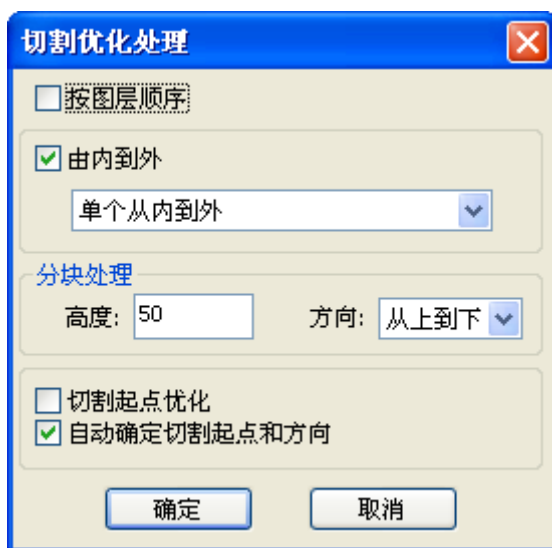 切割优化处理
按图层顺序
由内到外
单个从内到外
分块处理
高度: 50 方向: 从上到下
切割起点优化
自动确定切割起点和方向
确定 取消